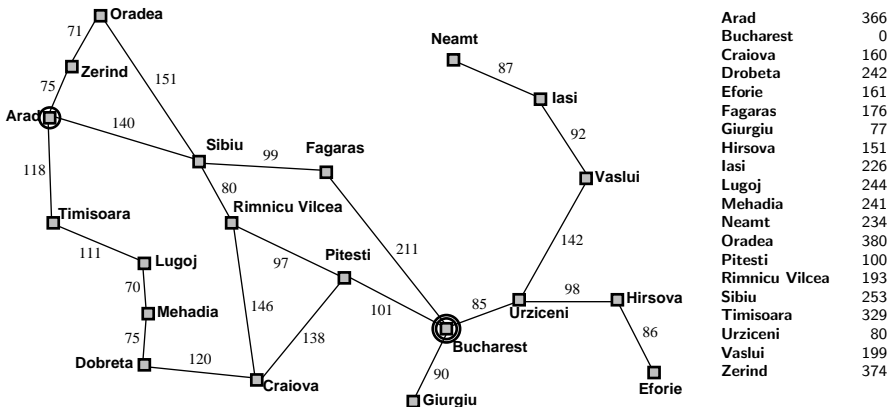 Oradea
71
Neamt
Zerind
87
75
151
Iasi
Arad
140
92
Sibiu
Fagaras
99
118
Vaslui
80
Timisoara
Rimnicu Vilcea
142
211
111
Lugoj
97
Pitesti
70
98
Hirsova
85
Mehadia
146
101
Urziceni
138
86
75
Bucharest
120
Dobreta
90
Craiova
Eforie
Giurgiu
Arad 366
Bucharest 0
Craiova 160
Drobeta 242
Eforie 161
Fagaras 176
Giurgiu 77
Hirsova 151
Iasi 226
Lugoj 244
Mehadia 241
Neamt 234
Oradea 380
Pitesti 100
Rimnicu Vilcea 193
Sibiu 253
Timisoara 329
Urziceni 80
Vaslui 199
Zerind 374